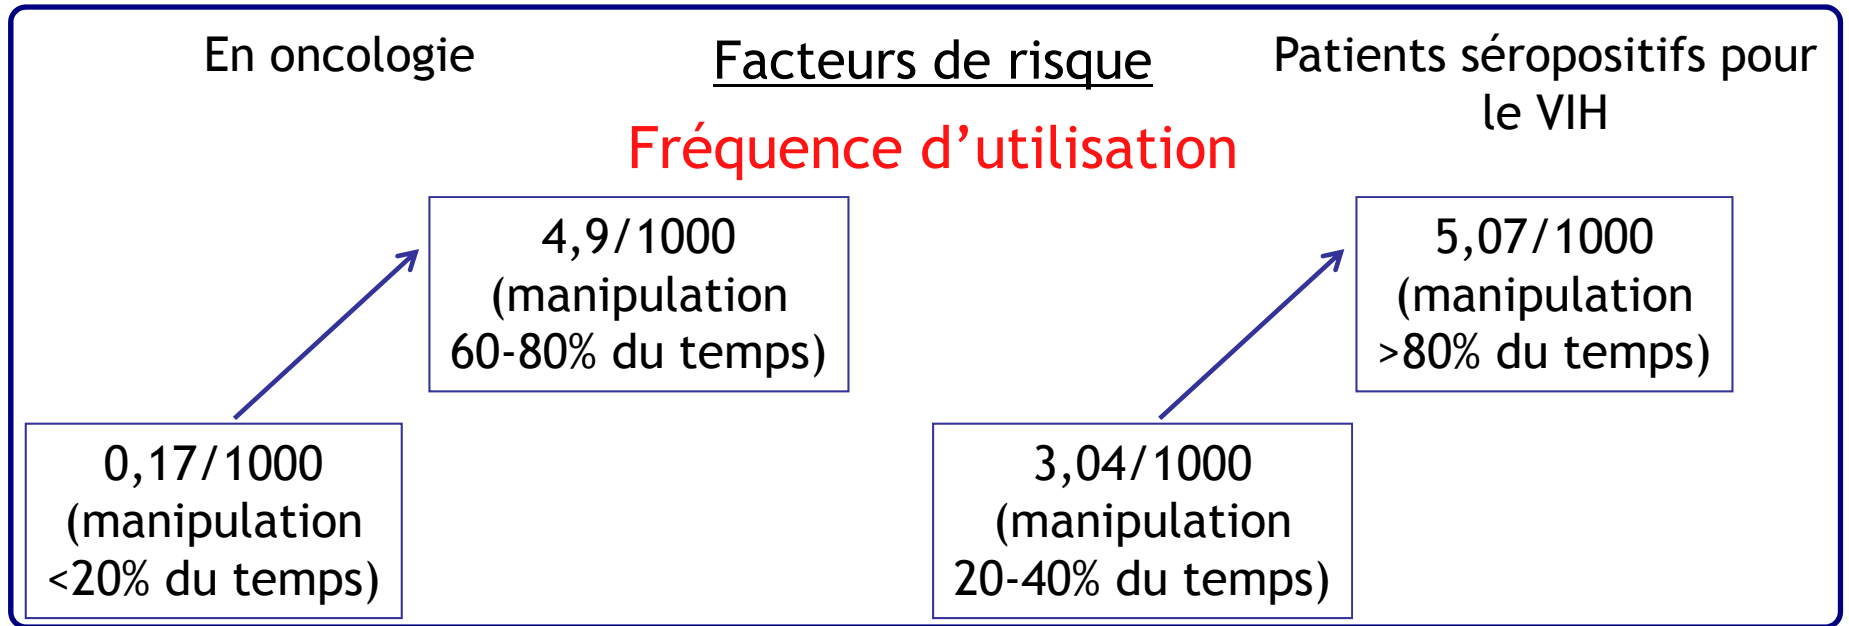 En oncologie
Facteurs de risque
Patients séropositifs pour
le VIH
Fréquence d’utilisation
4,9/1000
(manipulation
60-80% du temps)
5,07/1000
(manipulation
>80% du temps)
0,17/1000
(manipulation
<20% du temps)
3,04/1000
(manipulation
20-40% du temps)